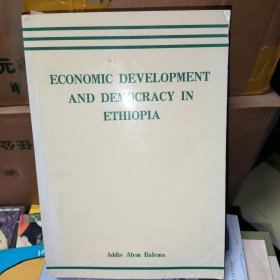 ECONOMIC DEVELOPMENT
AND DEMOCRACY IN
ETHIOPIA
Addis Alem Balema